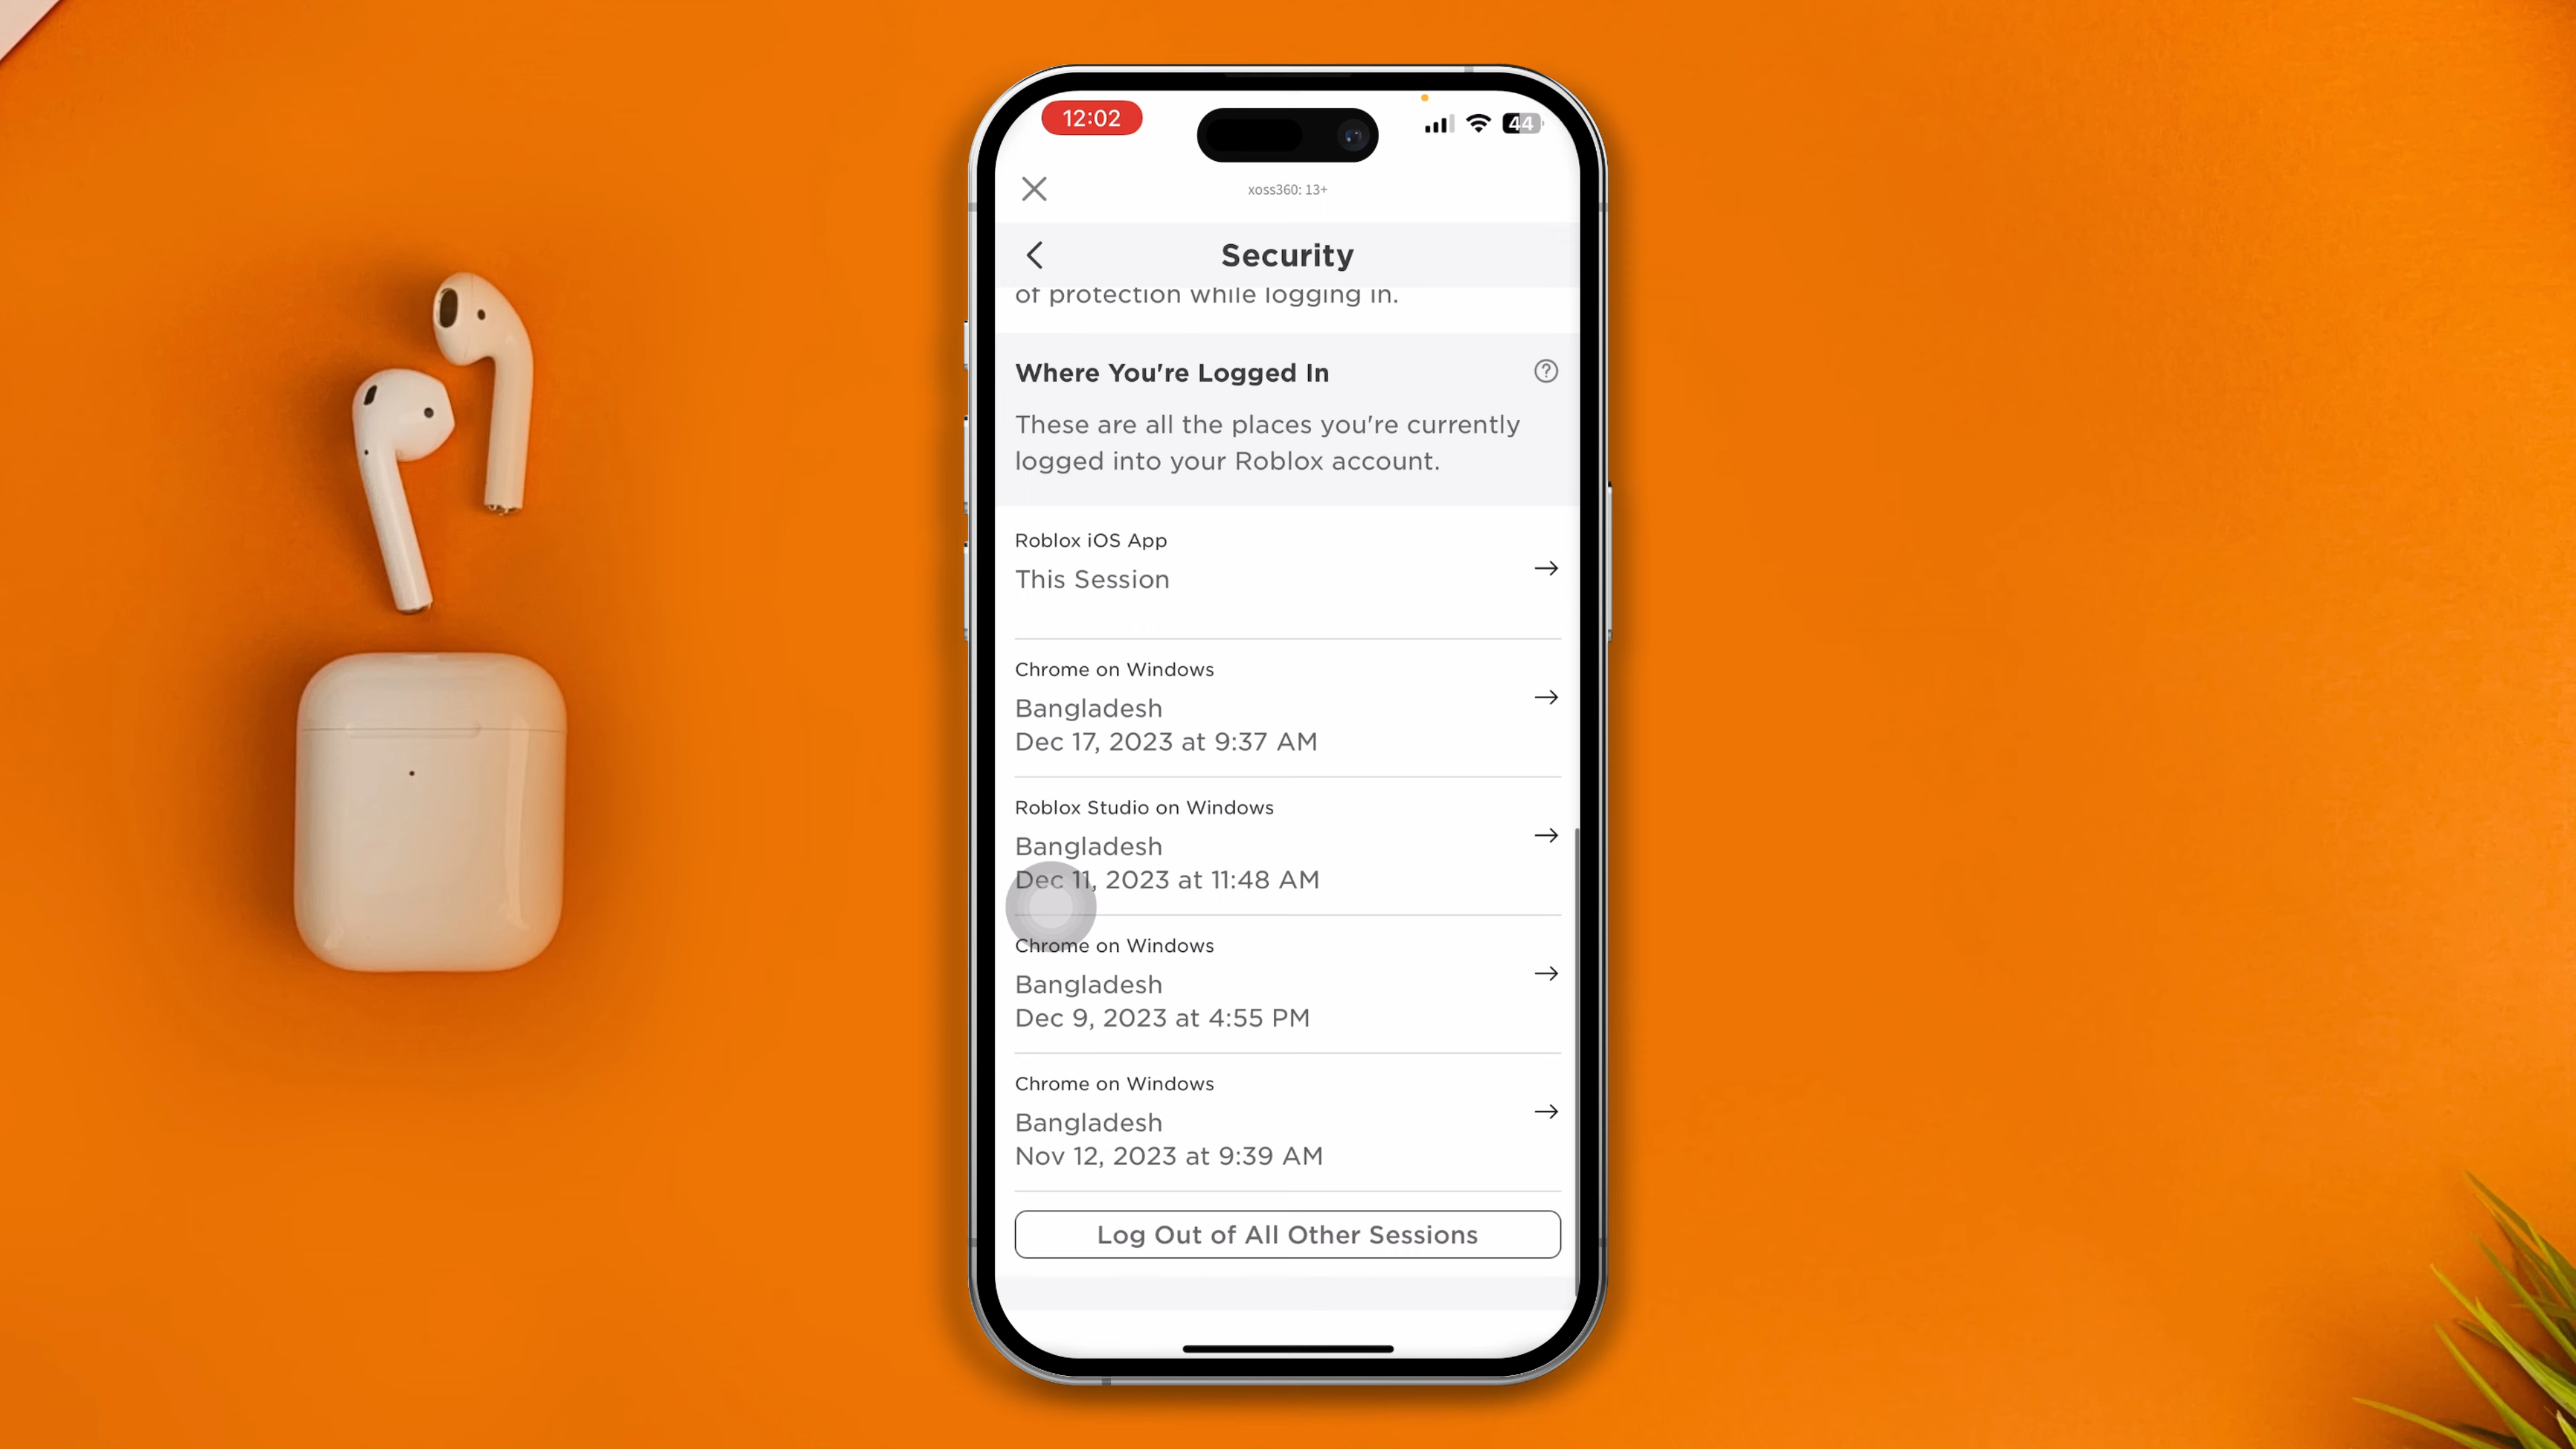 12:02
44
xoss360: 13+
Security
of protection while logging in.
Where You're Logged In
?
These are all the places you're currently
logged into your Roblox account.
Roblox iOS App
This Session
Chrome on Windows
Bangladesh
Dec 17, 2023 at 9:37 AM
Roblox Studio on Windows
Bangladesh
Dec 11, 2023 at 11:48 AM
Chrome on Windows
Bangladesh
Dec 9, 2023 at 4:55 PM
Chrome on Windows
Bangladesh
Nov 12, 2023 at 9:39 AM
Log Out of All Other Sessions